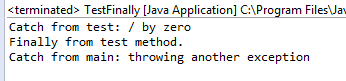 <terminated> TestFinally [Java Application] C:\Program Files\Jav
Catch from test: / by zero
Finally from test method.
Catch from main: throwing another exception